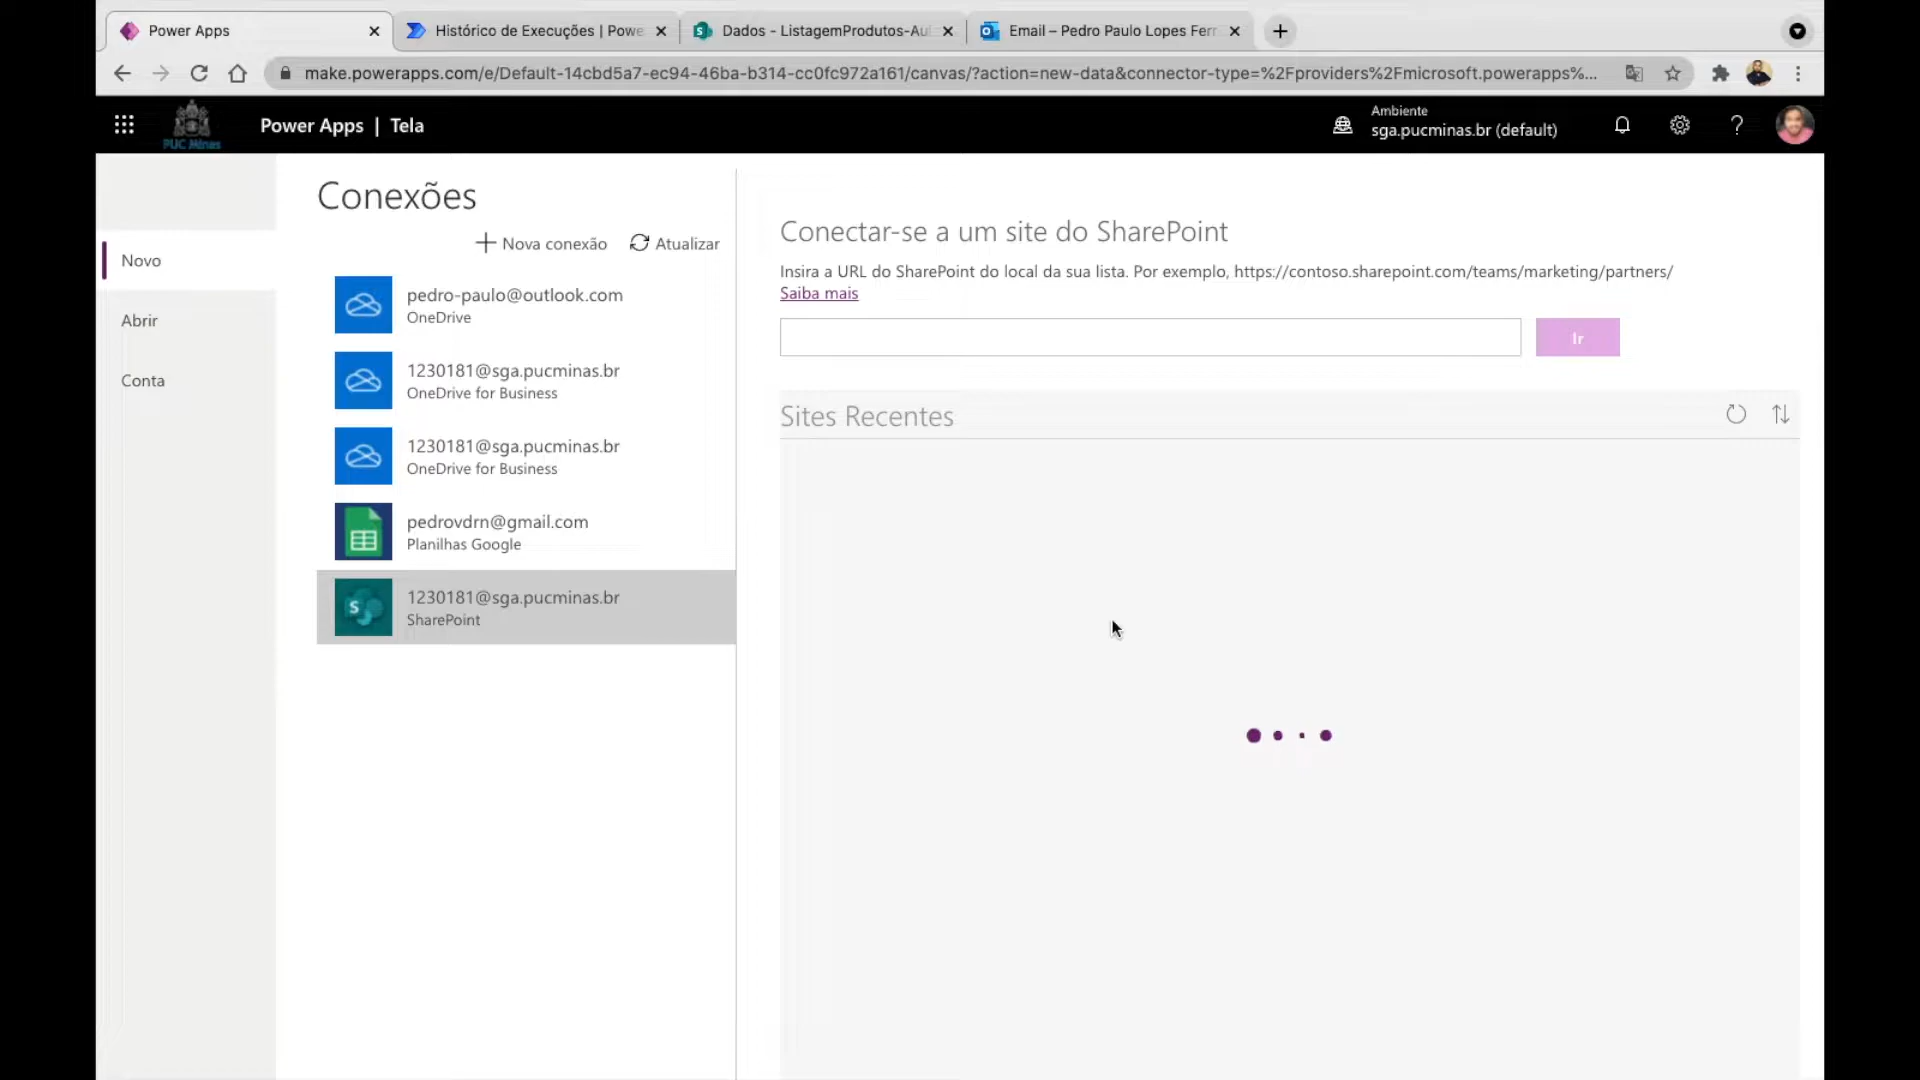 Power Apps
Histórico de Execuções | Powe
Dados - ListagemProdutos-Aul
Email – Pedro Paulo Lopes Ferr
make.powerapps.com/e/Default-14cbd5a7-ec94-46ba-b314-cc0fc972a161/canvas/?action=new-data&connector-type=%2Fproviders%2Fmicrosoft.powerapps%...
PUC Minas
Power Apps | Tela
Ambiente
sga.pucminas.br (default)
Novo
Abrir
Conta
Conexões
Nova conexão
Atualizar
pedro-paulo@outlook.com
OneDrive
1230181@sga.pucminas.br
OneDrive for Business
1230181@sga.pucminas.br
OneDrive for Business
pedrovdrn@gmail.com
Planilhas Google
1230181@sga.pucminas.br
SharePoint
Conectar-se a um site do SharePoint
Insira a URL do SharePoint do local da sua lista. Por exemplo, https://contoso.sharepoint.com/teams/marketing/partners/
Saiba mais
Ir
Sites Recentes